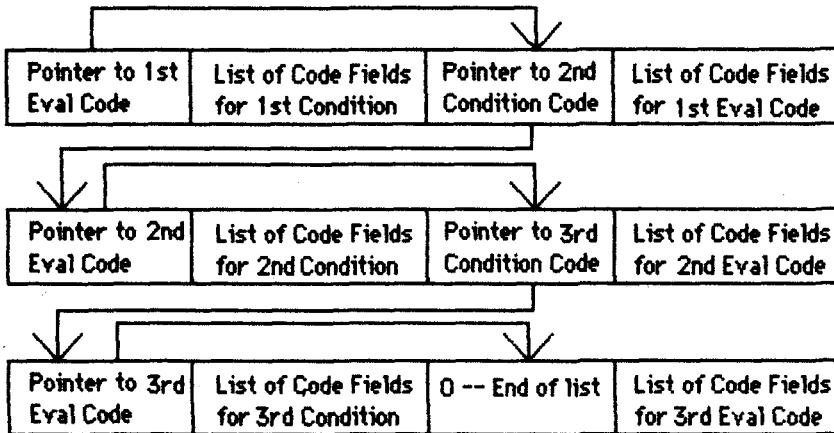 Pointer to 1st
Eval Code
List of Code Fields
for 1st Condition
Pointer to 2nd
Condition Code
List of Code Fields
for 1st Eval Code
Pointer to 2nd
Eval Code
List of Code Fields
for 2nd Condition
Pointer to 3rd
Condition Code
List of Code Fields
for 2nd Eval Code
Pointer to 3rd
Eval Code
List of Code Fields
for 3rd Condition
0 -- End of list
List of Code Fields
for 3rd Eval Code